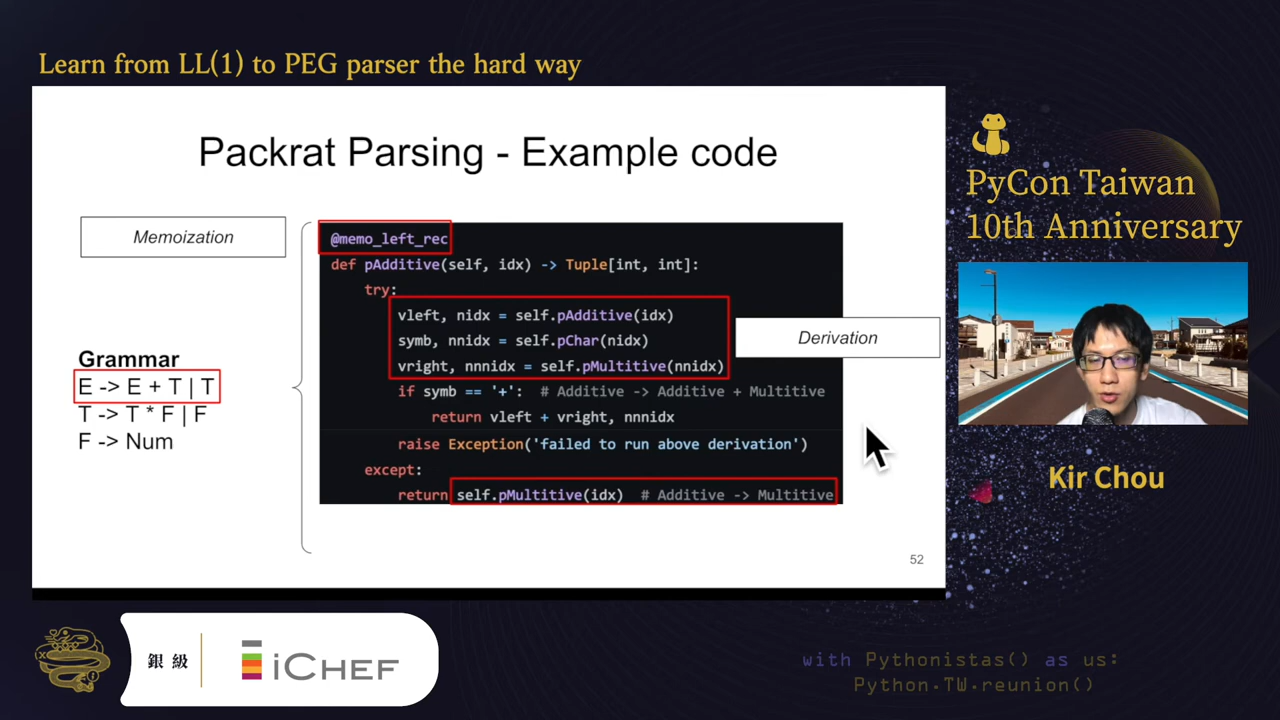 Learn from LL(1) to PEG parser the hard way
Packrat Parsing - Example code
Memoization
@memo_left_rec
def pAdditive(self, idx) -> Tuple[int, int]:
try:
vleft, nidx = self.pAdditive(idx)
symb, nnidx = self.pChar(nidx)
vright, nnnidx = self.pMultitive(nnidx)
if symb == '+':  # Additive -> Additive + Multitive
return vleft + vright, nnnidx
raise Exception('failed to run above derivation')
except:
return self.pMultitive(idx)  # Additive -> Multitive
Derivation
Grammar
E -> E + T | T
T -> T * F | F
F -> Num
52
PyCon Taiwan
10th Anniversary
Kir Chou
銀級
iCHEF
with Pythonistas() as us:
Python.TW.reunion()